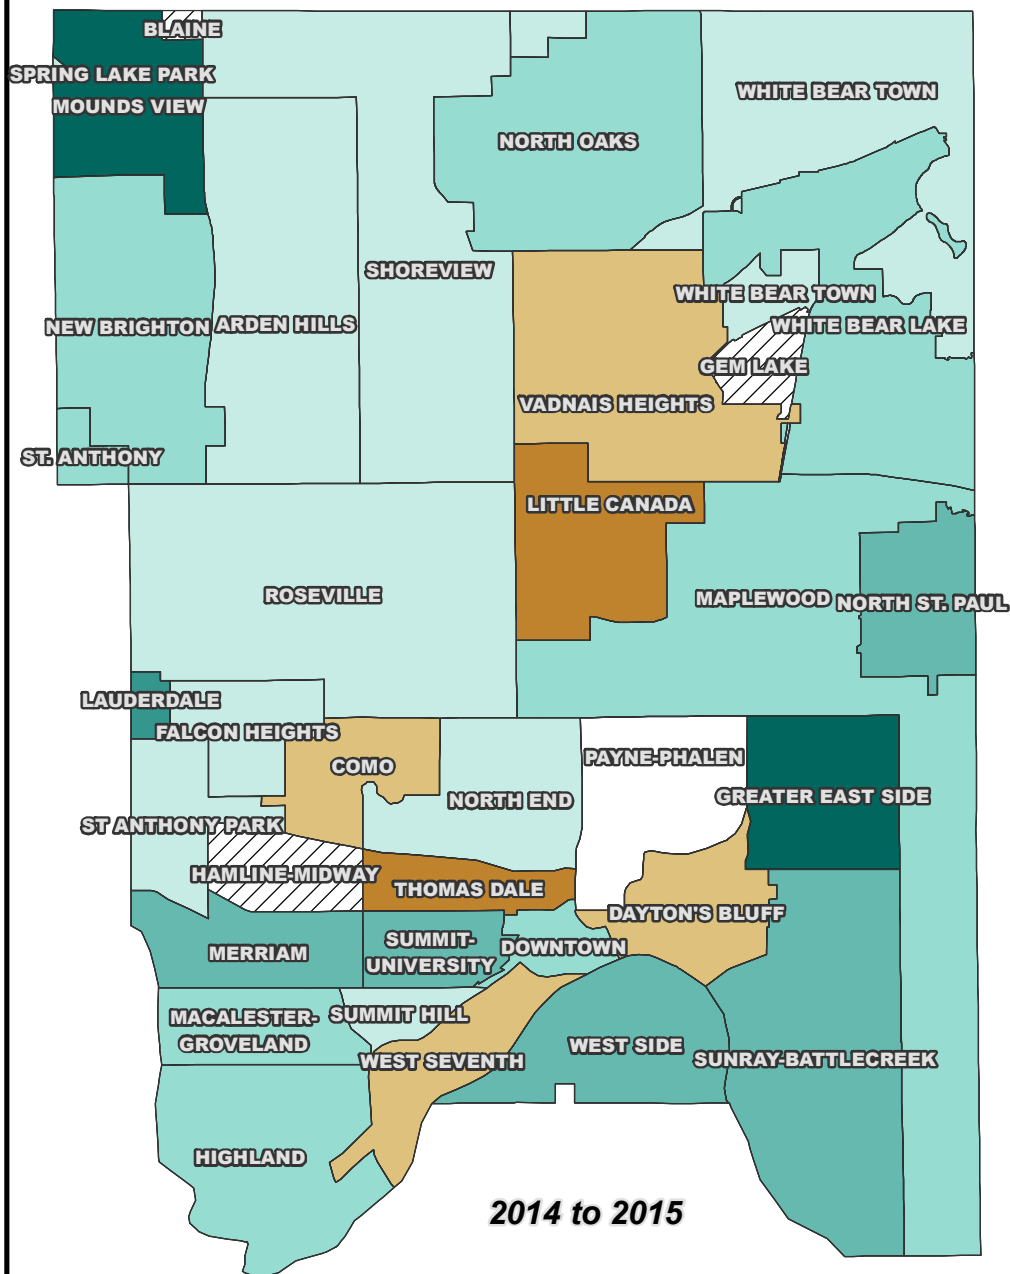 BLAINE
SPRING LAKE PARK
WHITE BEAR TOWN
MOUNDS VIEW
NORTH OAKS
SHOREVIEW
WHITE BEAR TOWN
NEW BRIGHTON
ARDEN HILLS
WHITE BEAR LAKE
GEM LAKE
VADNAIS HEIGHTS
ST. ANTHONY
LITTLE CANADA
ROSEVILLE
MAPLEWOOD
NORTH ST. PAUL
LAUDERDALE
FALCON HEIGHTS
PAYNE-PHALEN
COMO
NORTH END
GREATER EAST SIDE
ST ANTHONY PARK
HAMLINE-MIDWAY
THOMAS DALE
DAYTON'S BLUFF
MERRIAM
SUMMIT-
UNIVERSITY
DOWNTOWN
MACALESTER-
GROVELAND
SUMMIT HILL
WEST SIDE
WEST SEVENTH
SUNRAY-BATTLECREEK
HIGHLAND
2014 to 2015